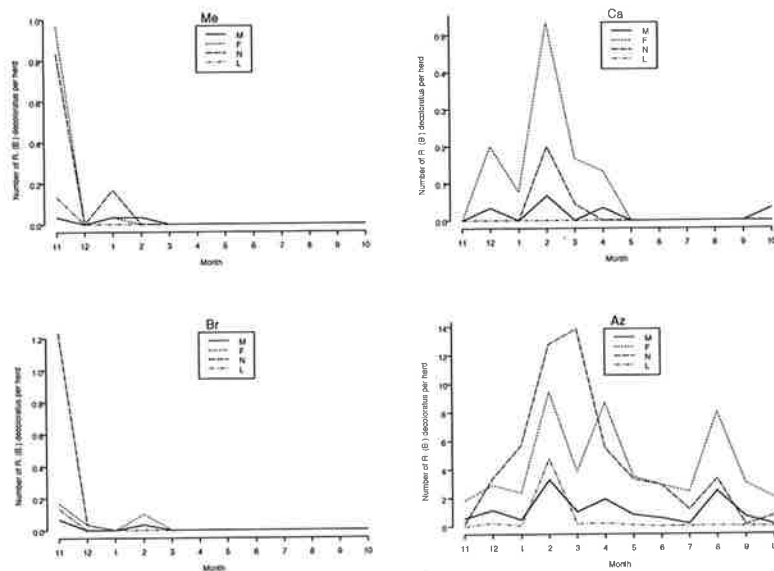 Me
M
F
N
L
Number of R. (B.) decoloratus per herd
1.0
0.8
0.6
0.4
0.2
0.0
11 12 1 2 3 4 5 6 7 8 9 10
Month
Ca
M
F
N
L
Number of R. (B.) decoloratus per herd
0.2
0.1
0.0
11 12 1 2 3 4 5 6 7 8 9 10
Month
Br
M
F
N
L
Number of R. (B.) decoloratus per herd
1.2
1.0
0.8
0.6
0.4
0.2
0.0
11 12 1 2 3 4 5 6 7 8 9 10
Month
Az
M
F
N
L
Number of R. (B.) decoloratus per herd
14
12
10
8
6
4
2
0
11 12 1 2 3 4 5 6 7 8 9
Month